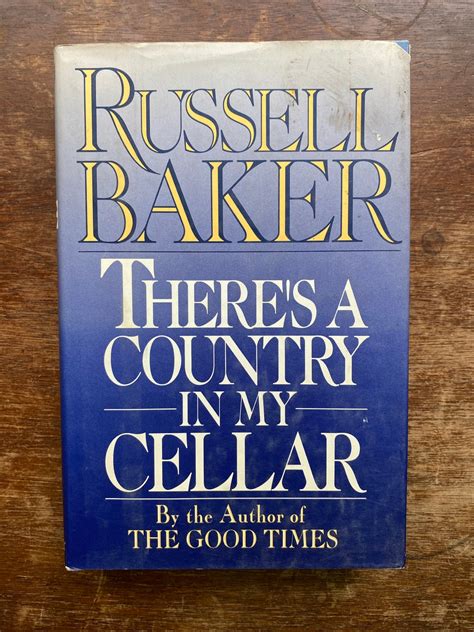 RUSSELL
BAKER
THERE'S A
COUNTRY
IN MY
CELLAR
By the Author of
THE GOOD TIMES